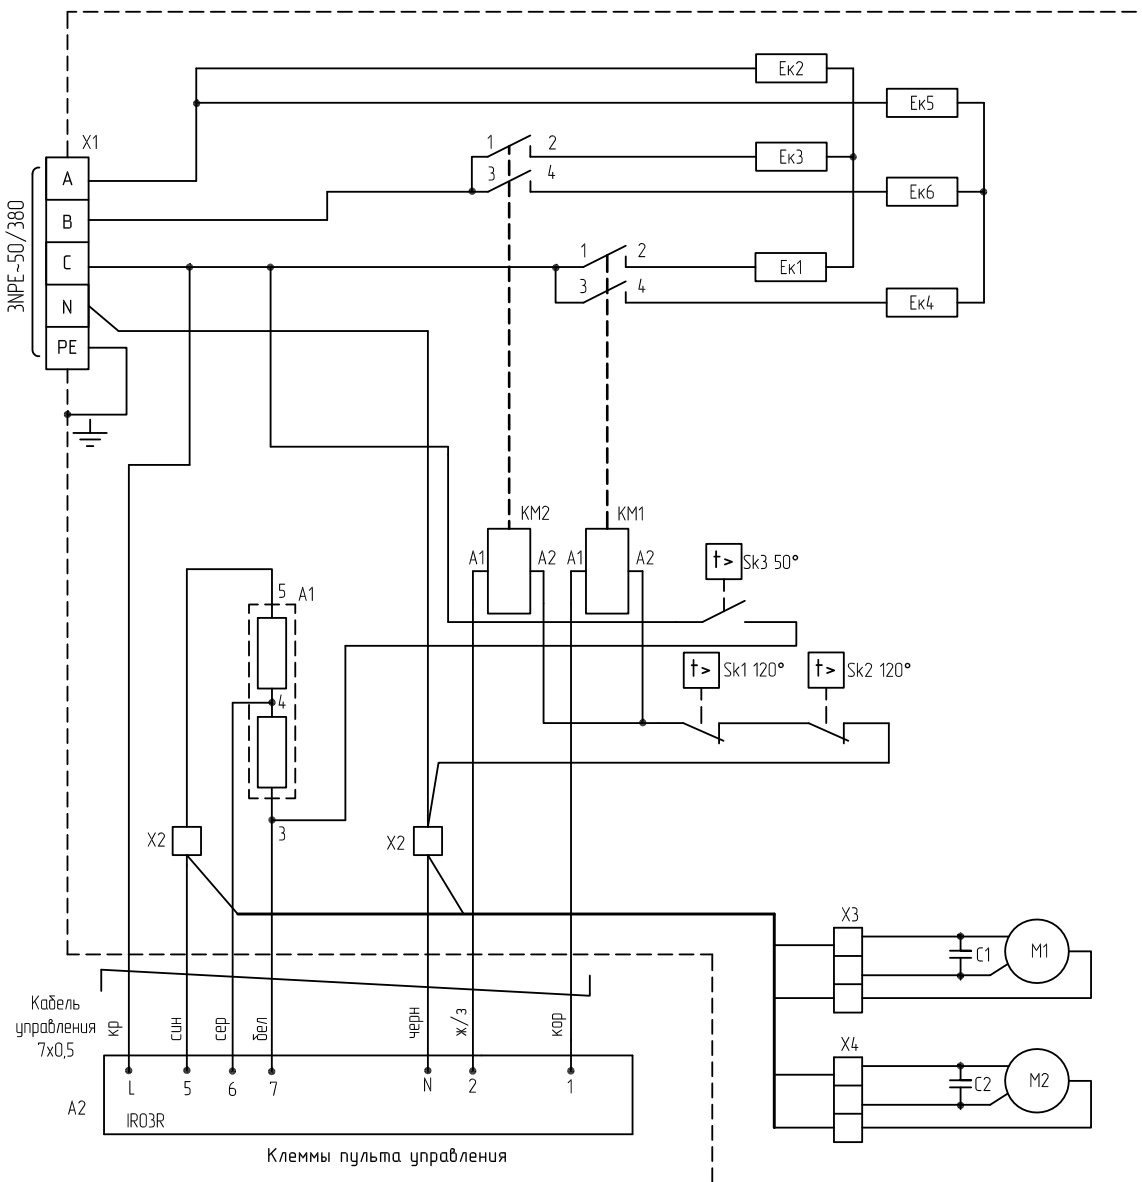 Ек2
Ек5
X1
1
2
Ек3
3
4
Ек6
A
B
C
N
PE
3NPE~50/380
1
2
Ек1
3
4
Ек4
КМ2
КМ1
A1
A2
A1
A2
t>
Sk3 50°
5
A1
t>
Sk1 120°
t>
Sk2 120°
4
3
X2
X2
X3
C1
M1
X4
C2
M2
Кабель
управления
7x0,5
кр
син
сер
бел
черн
ж/з
кор
L
5
6
7
N
2
1
A2
IR03R
Клеммы пульта управления